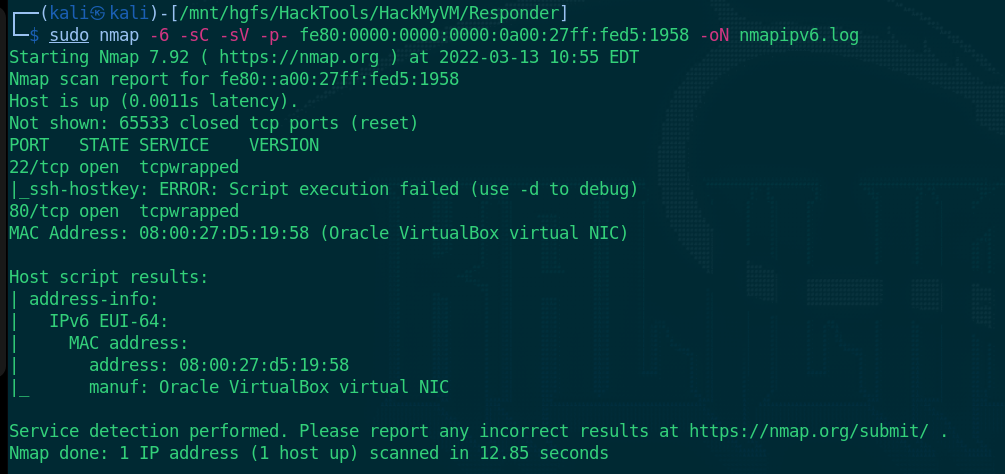 ┌──(kali㉿kali)-[/mnt/hgfs/HackTools/HackMyVM/Responder]
└─$ sudo nmap -6 -sC -sV -p- fe80:0000:0000:0000:0a00:27ff:fed5:1958 -oN nmapipv6.log
Starting Nmap 7.92 ( https://nmap.org ) at 2022-03-13 10:55 EDT
Nmap scan report for fe80::a00:27ff:fed5:1958
Host is up (0.0011s latency).
Not shown: 65533 closed tcp ports (reset)
PORT   STATE SERVICE    VERSION
22/tcp open  tcpwrapped
|_ssh-hostkey: ERROR: Script execution failed (use -d to debug)
80/tcp open  tcpwrapped
MAC Address: 08:00:27:D5:19:58 (Oracle VirtualBox virtual NIC)

Host script results:
| address-info:
|   IPv6 EUI-64:
|     MAC address:
|       address: 08:00:27:d5:19:58
|_      manuf: Oracle VirtualBox virtual NIC

Service detection performed. Please report any incorrect results at https://nmap.org/submit/ .
Nmap done: 1 IP address (1 host up) scanned in 12.85 seconds